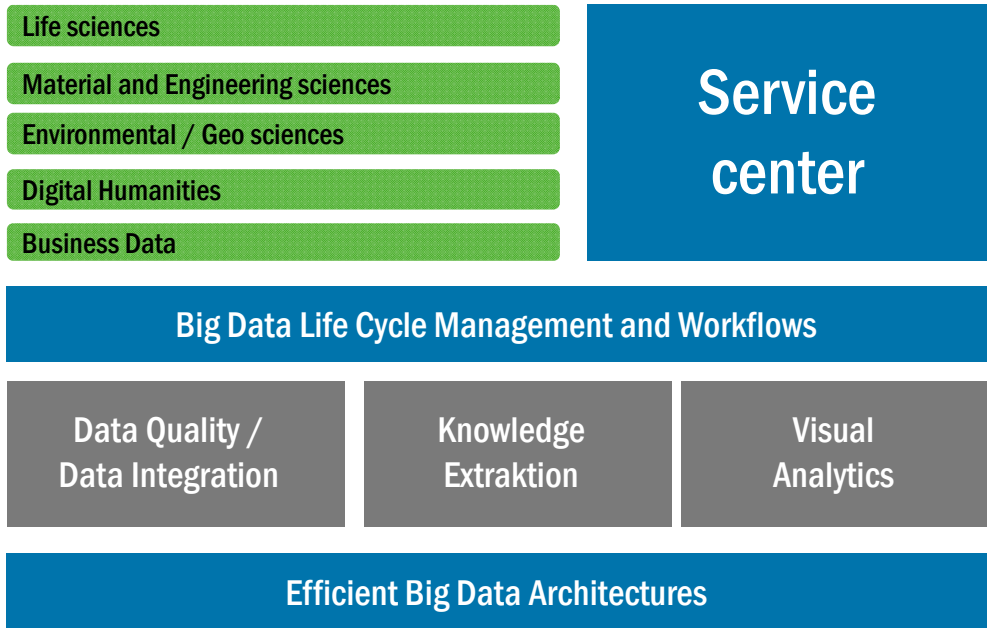 Life sciences
Material and Engineering sciences
Environmental / Geo sciences
Digital Humanities
Business Data
Service
center
Big Data Life Cycle Management and Workflows
Data Quality /
Data Integration
Knowledge
Extraktion
Visual
Analytics
Efficient Big Data Architectures